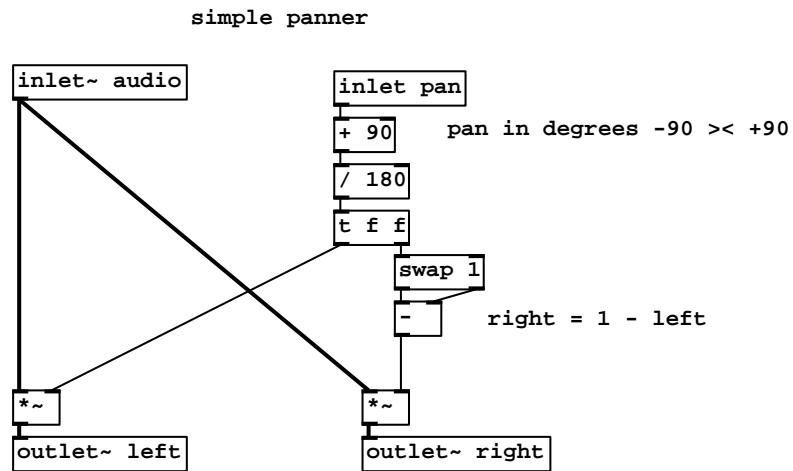 simple panner
inlet~ audio
inlet pan
+ 90
pan in degrees -90 >< +90
/ 180
t f f
swap 1
-
right = 1 - left
*~
*~
outlet~ left
outlet~ right